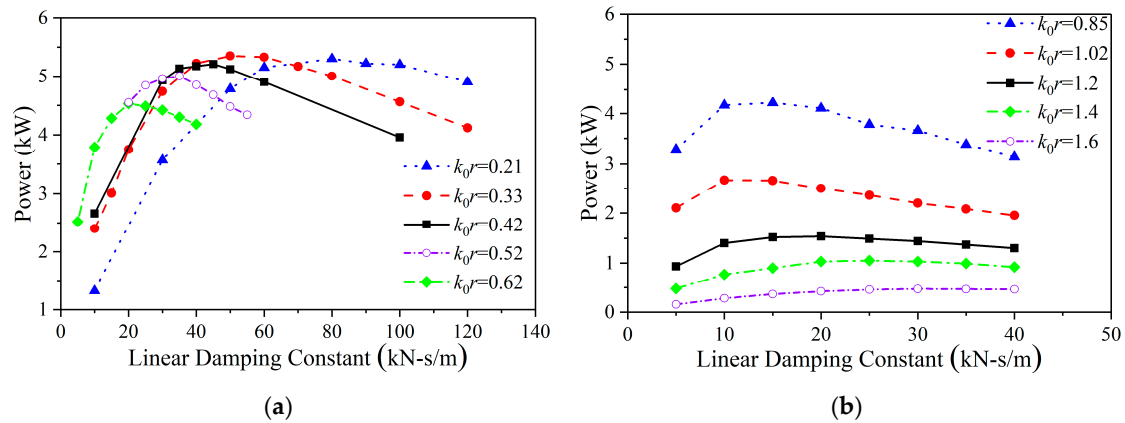 6
5
4
3
2
1
Power (kW)
k₀r=0.21
k₀r=0.33
k₀r=0.42
k₀r=0.52
k₀r=0.62
0 20 40 60 80 100 120 140
Linear Damping Constant (kN-s/m)
(a)
6
5
4
3
2
1
0
Power (kW)
k₀r=0.85
k₀r=1.02
k₀r=1.2
k₀r=1.4
k₀r=1.6
0 10 20 30 40 50
Linear Damping Constant (kN-s/m)
(b)